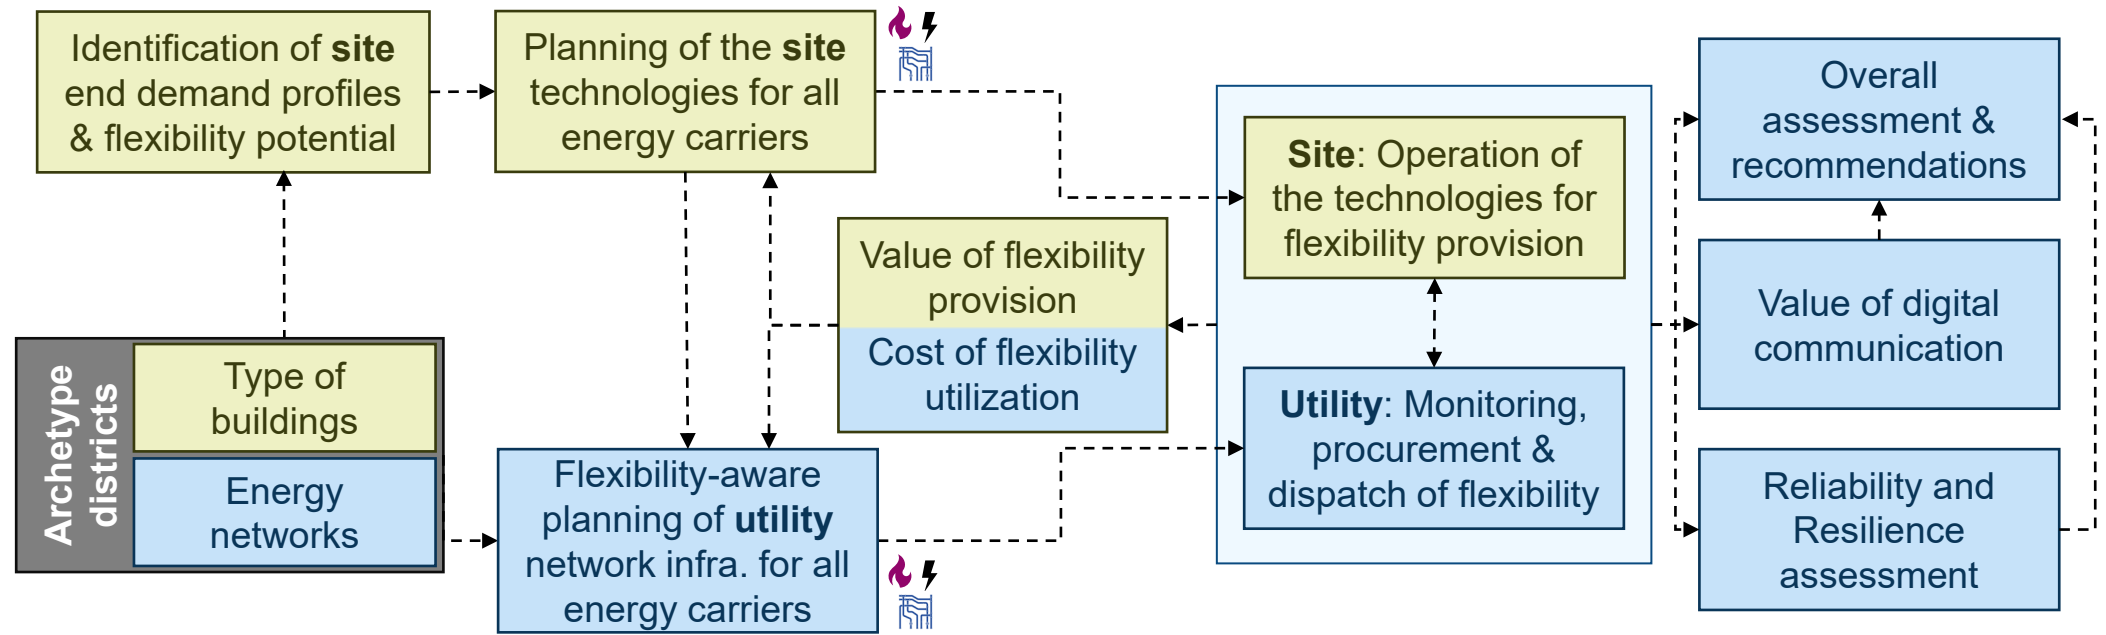 Identification of site
end demand profiles
& flexibility potential
Planning of the site
technologies for all
energy carriers
Archetype
districts
Type of
buildings
Energy
networks
Flexibility-aware
planning of utility
network infra. for all
energy carriers
Value of flexibility
provision
Cost of flexibility
utilization
Site: Operation of
the technologies for
flexibility provision
Utility: Monitoring,
procurement &
dispatch of flexibility
Overall
assessment &
recommendations
Value of digital
communication
Reliability and
Resilience
assessment